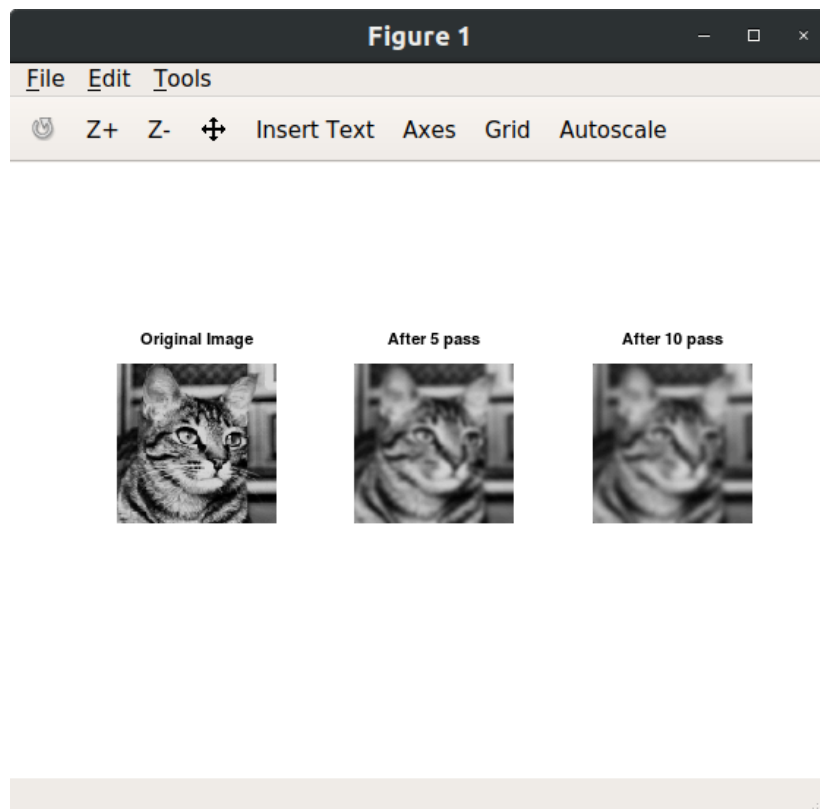 Figure 1
File Edit Tools
Z+ Z- Insert Text Axes Grid Autoscale
Original Image After 5 pass After 10 pass